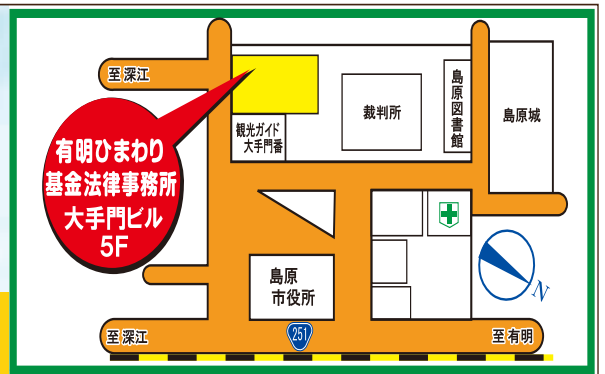 至深江
有明ひまわり
基金法律事務所
大手門ビル
5F
観光ガイド
大手門番
裁判所
島原図書館
島原城
島原
市役所
N
至深江
251
至有明